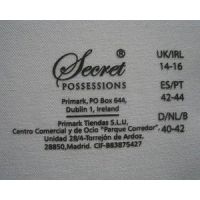 Secret ®
POSSESSIONS
Primark, PO Box 644,
Dublin 1, Ireland
Primark Tiendas S.L.U.
Centro Comercial y de Ocio "Parque Corredor",
Unidad 28/4-Torrejón de Ardoz,
28850, Madrid. CIF-B83875427
UK/IRL
14-16
ES/PT
42-44
D/NL/B
40-42